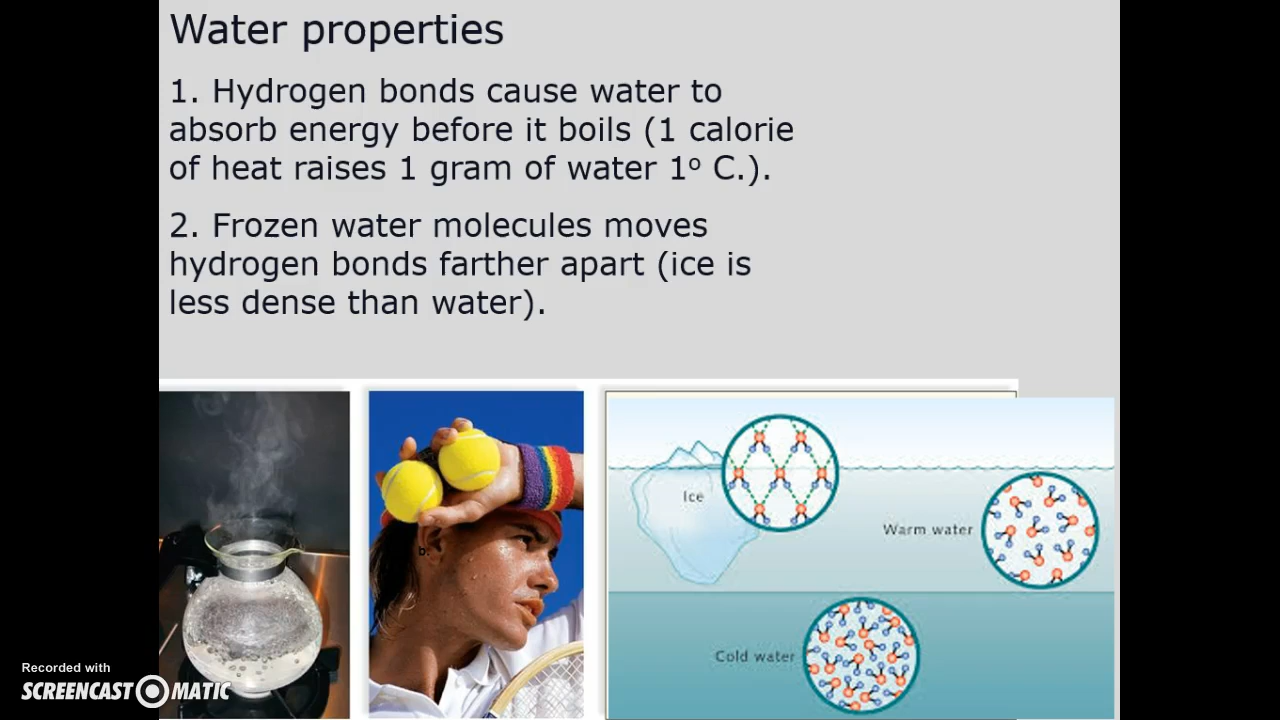 Water properties
1. Hydrogen bonds cause water to
absorb energy before it boils (1 calorie
of heat raises 1 gram of water 1º C.).
2. Frozen water molecules moves
hydrogen bonds farther apart (ice is
less dense than water).
b.
Ice
Warm water
Cold water
Recorded with
SCREENCAST O MATIC